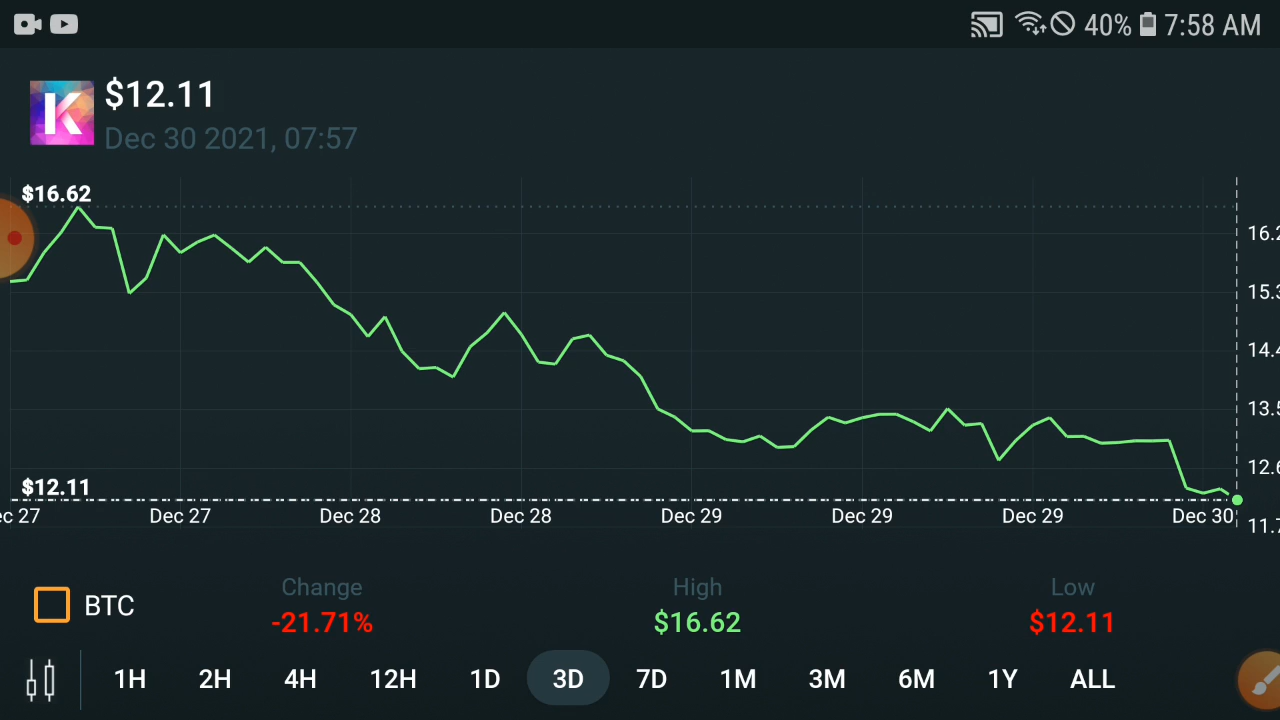 40% 7:58 AM
K
$12.11
Dec 30 2021, 07:57
$16.62
16.2
15.3
14.4
13.5
12.6
11.7
$12.11
Dec 27 Dec 28 Dec 28 Dec 29 Dec 29 Dec 29 Dec 30
BTC
Change High Low
-21.71% $16.62 $12.11
1H 2H 4H 12H 1D 3D 7D 1M 3M 6M 1Y ALL